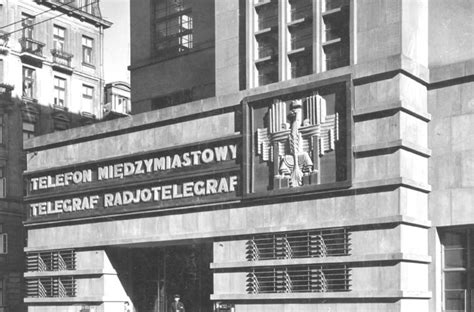 TELEFON MIĘDZYMIASTOWY
TELEGRAF RADJOTELEGRAF